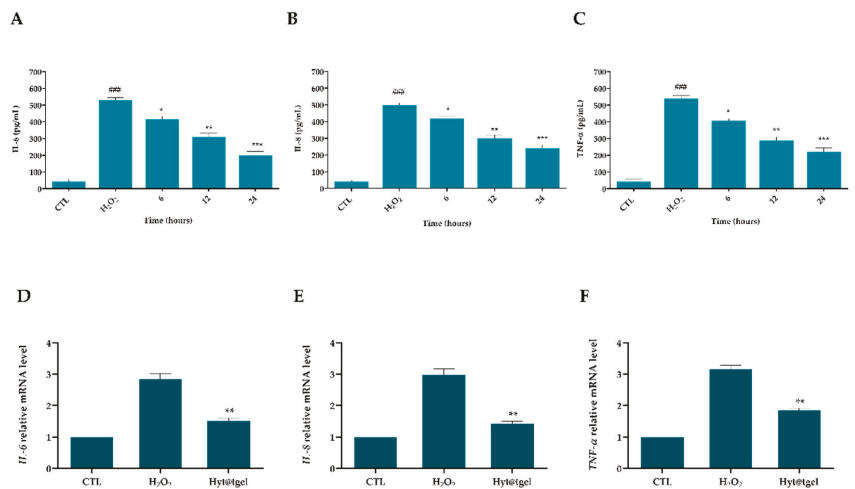 A
B
C
IL-6 (pg/mL)
700
600
500
400
300
200
100
0
###
*
**
***
CTL
H₂O₂
6
12
24
Time (hours)
IL-8 (pg/mL)
700
600
500
400
300
200
100
0
###
*
**
***
CTL
H₂O₂
6
12
24
Time (hours)
TNF-α (pg/mL)
700
600
500
400
300
200
100
0
###
*
**
***
CTL
H₂O₂
6
12
24
Time (hours)
D
E
F
IL-6 relative mRNA level
4
3
2
1
0
**
CTL
H₂O₂
Hyt@tgel
IL-8 relative mRNA level
4
3
2
1
0
**
CTL
H₂O₂
Hyt@tgel
TNF-α relative mRNA level
4
3
2
1
0
**
CTL
H₂O₂
Hyt@tgel